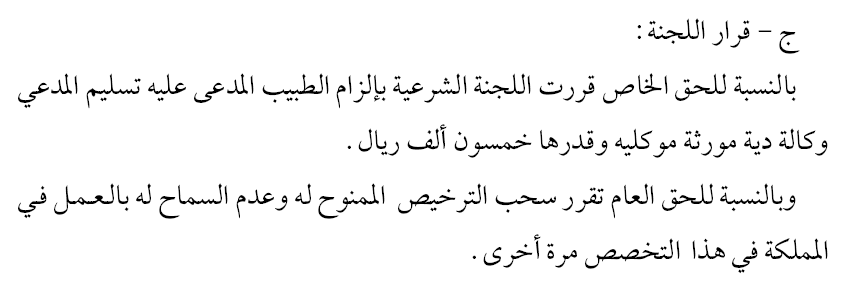 ج – قرار اللجنة :
بالنسبة للحق الخاص قررت اللجنة الشرعية بإلزام الطبيب المدعى عليه تسليم المدعي
وكالة دية مورثة موكليه وقدرها خمسون ألف ريال .
وبالنسبة للحق العام تقرر سحب الترخيص الممنوح له وعدم السماح له بالعمل في
المملكة في هذا التخصص مرة أخرى .